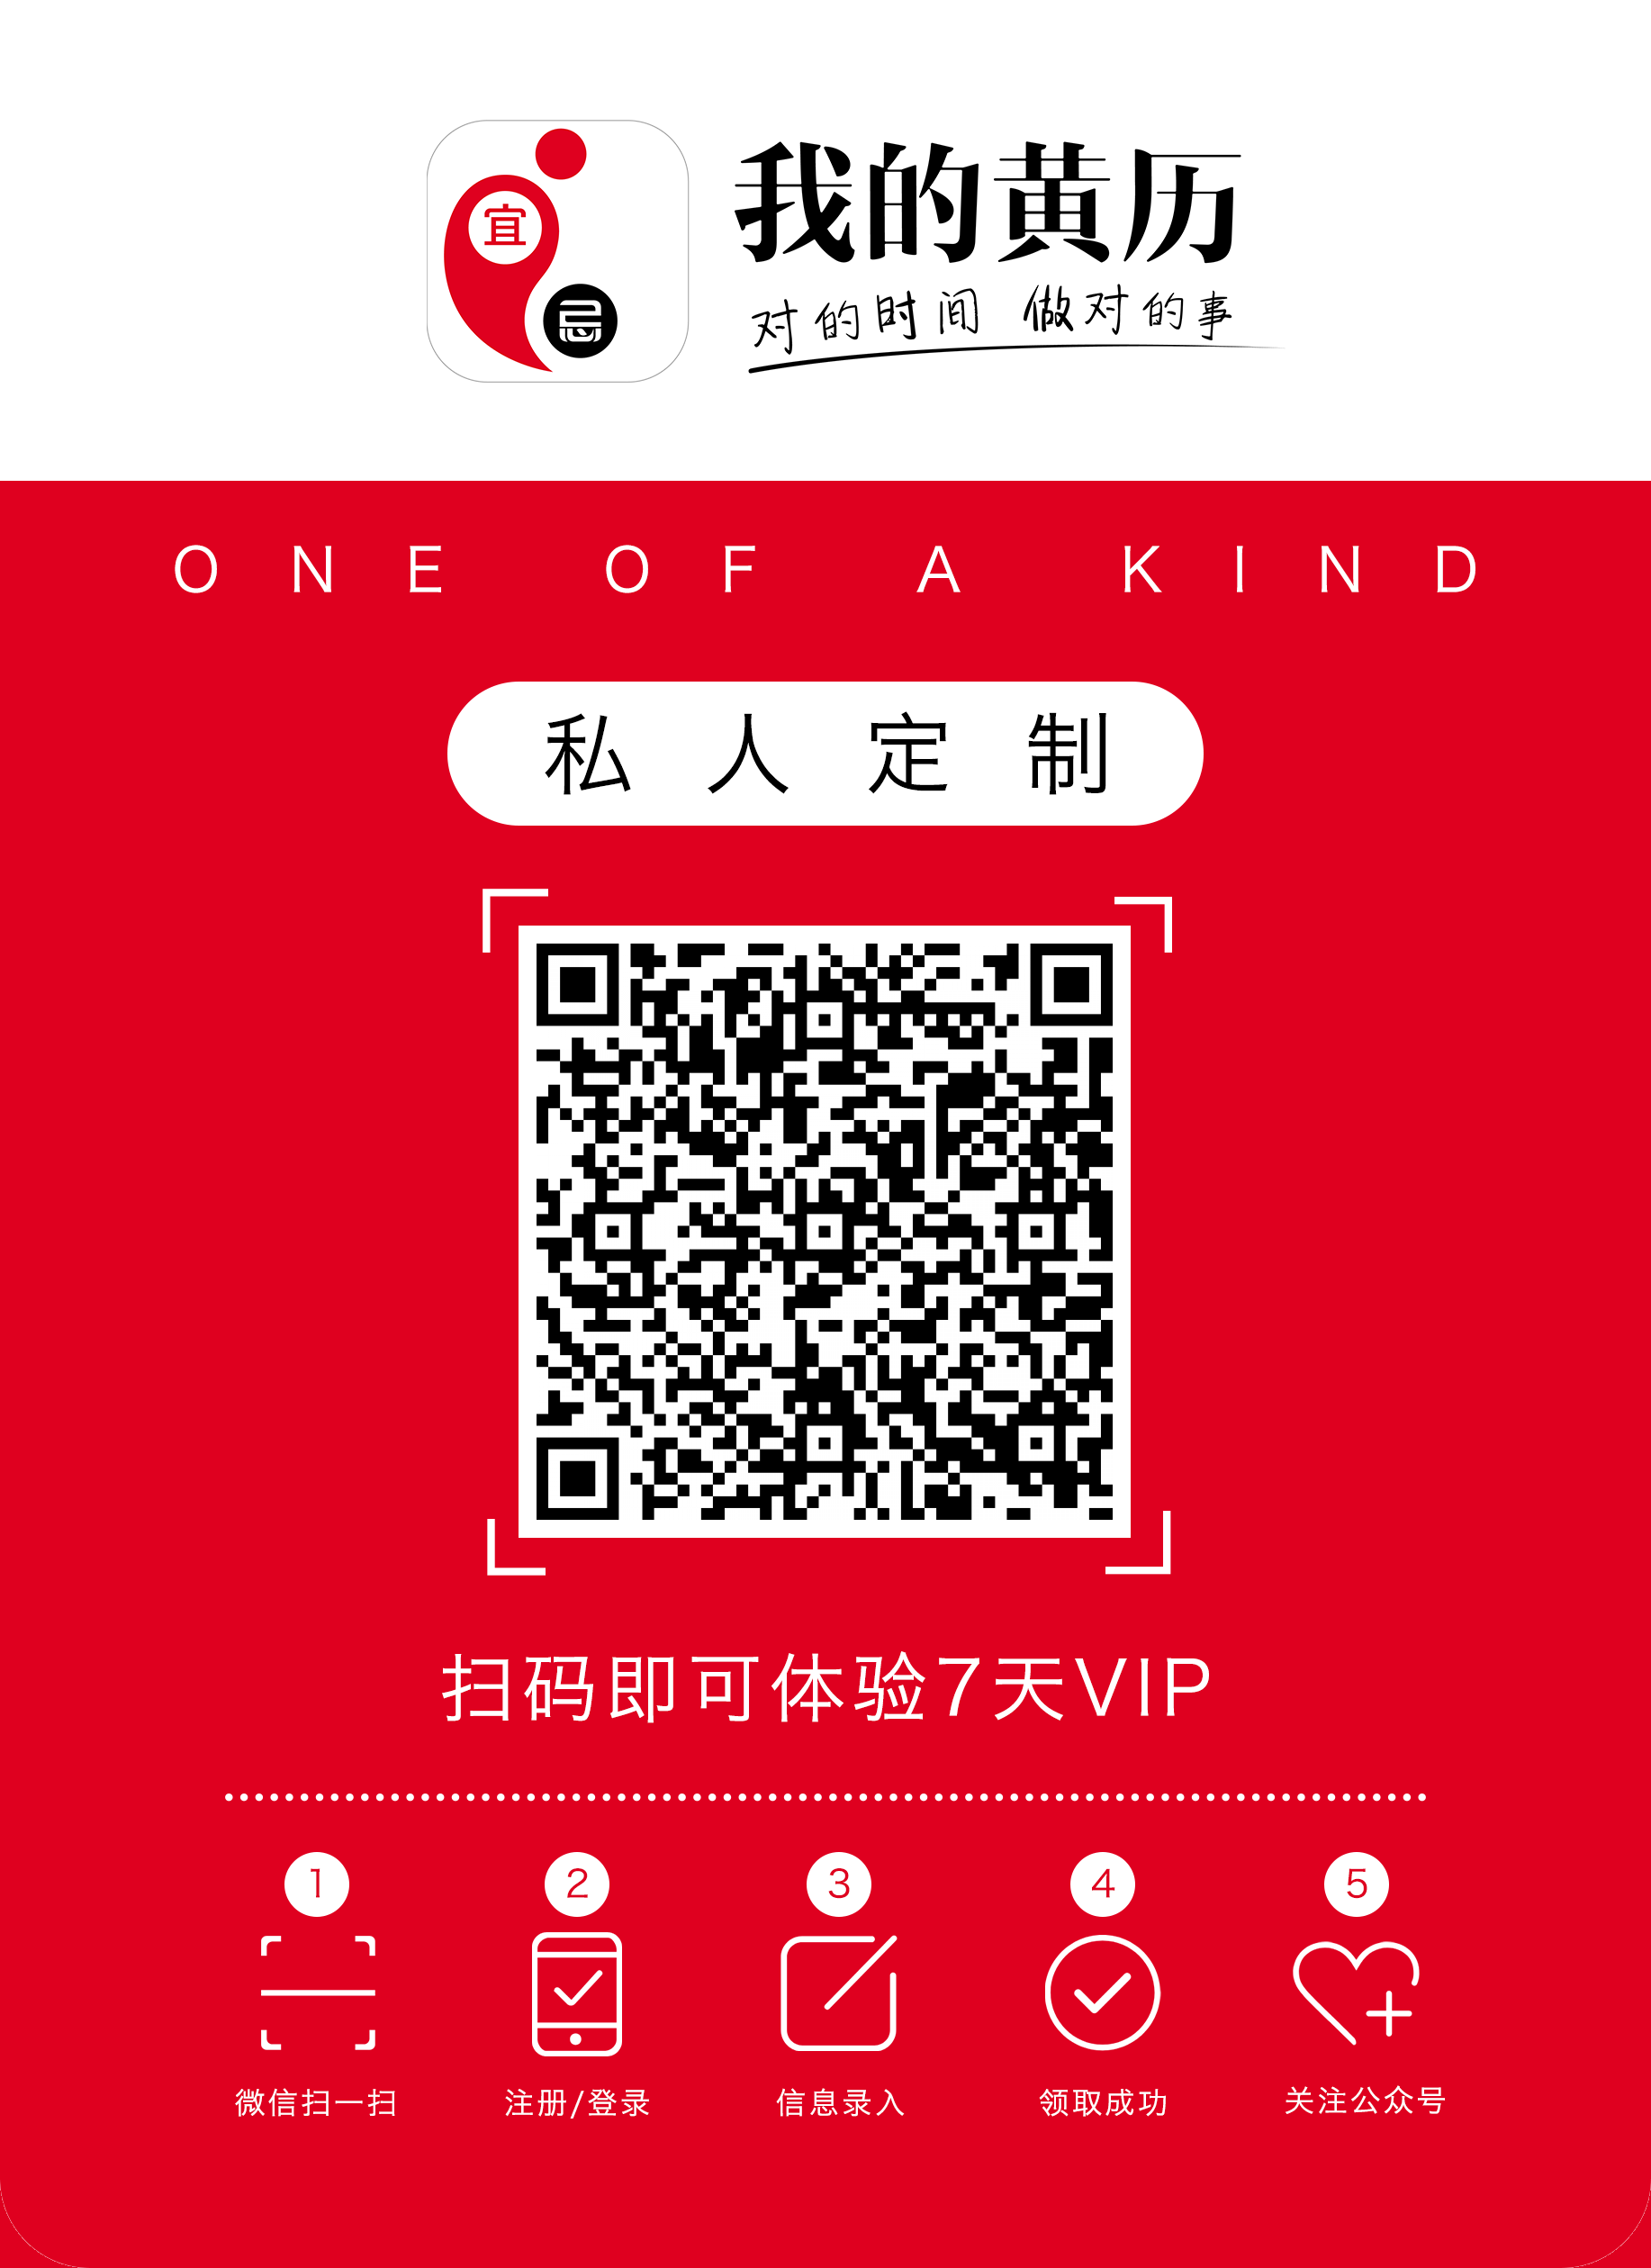 宜
忌
我的黄历
对的时间 做对的事
ONE OF A KIND
私人定制
扫码即可体验7天VIP
1 2 3 4 5
微信扫一扫 注册/登录 信息录入 领取成功 关注公众号